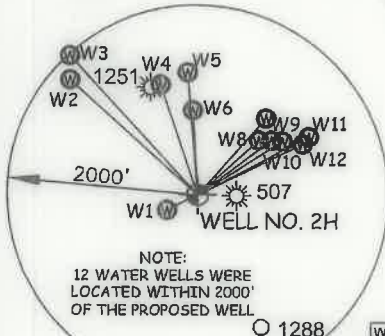 W3
1251
W4
W5
W2
W6
W9
W8
W11
W10
W12
2000'
507
W1
WELL NO. 2H
NOTE:
12 WATER WELLS WERE
LOCATED WITHIN 2000'
OF THE PROPOSED WELL
1288
W